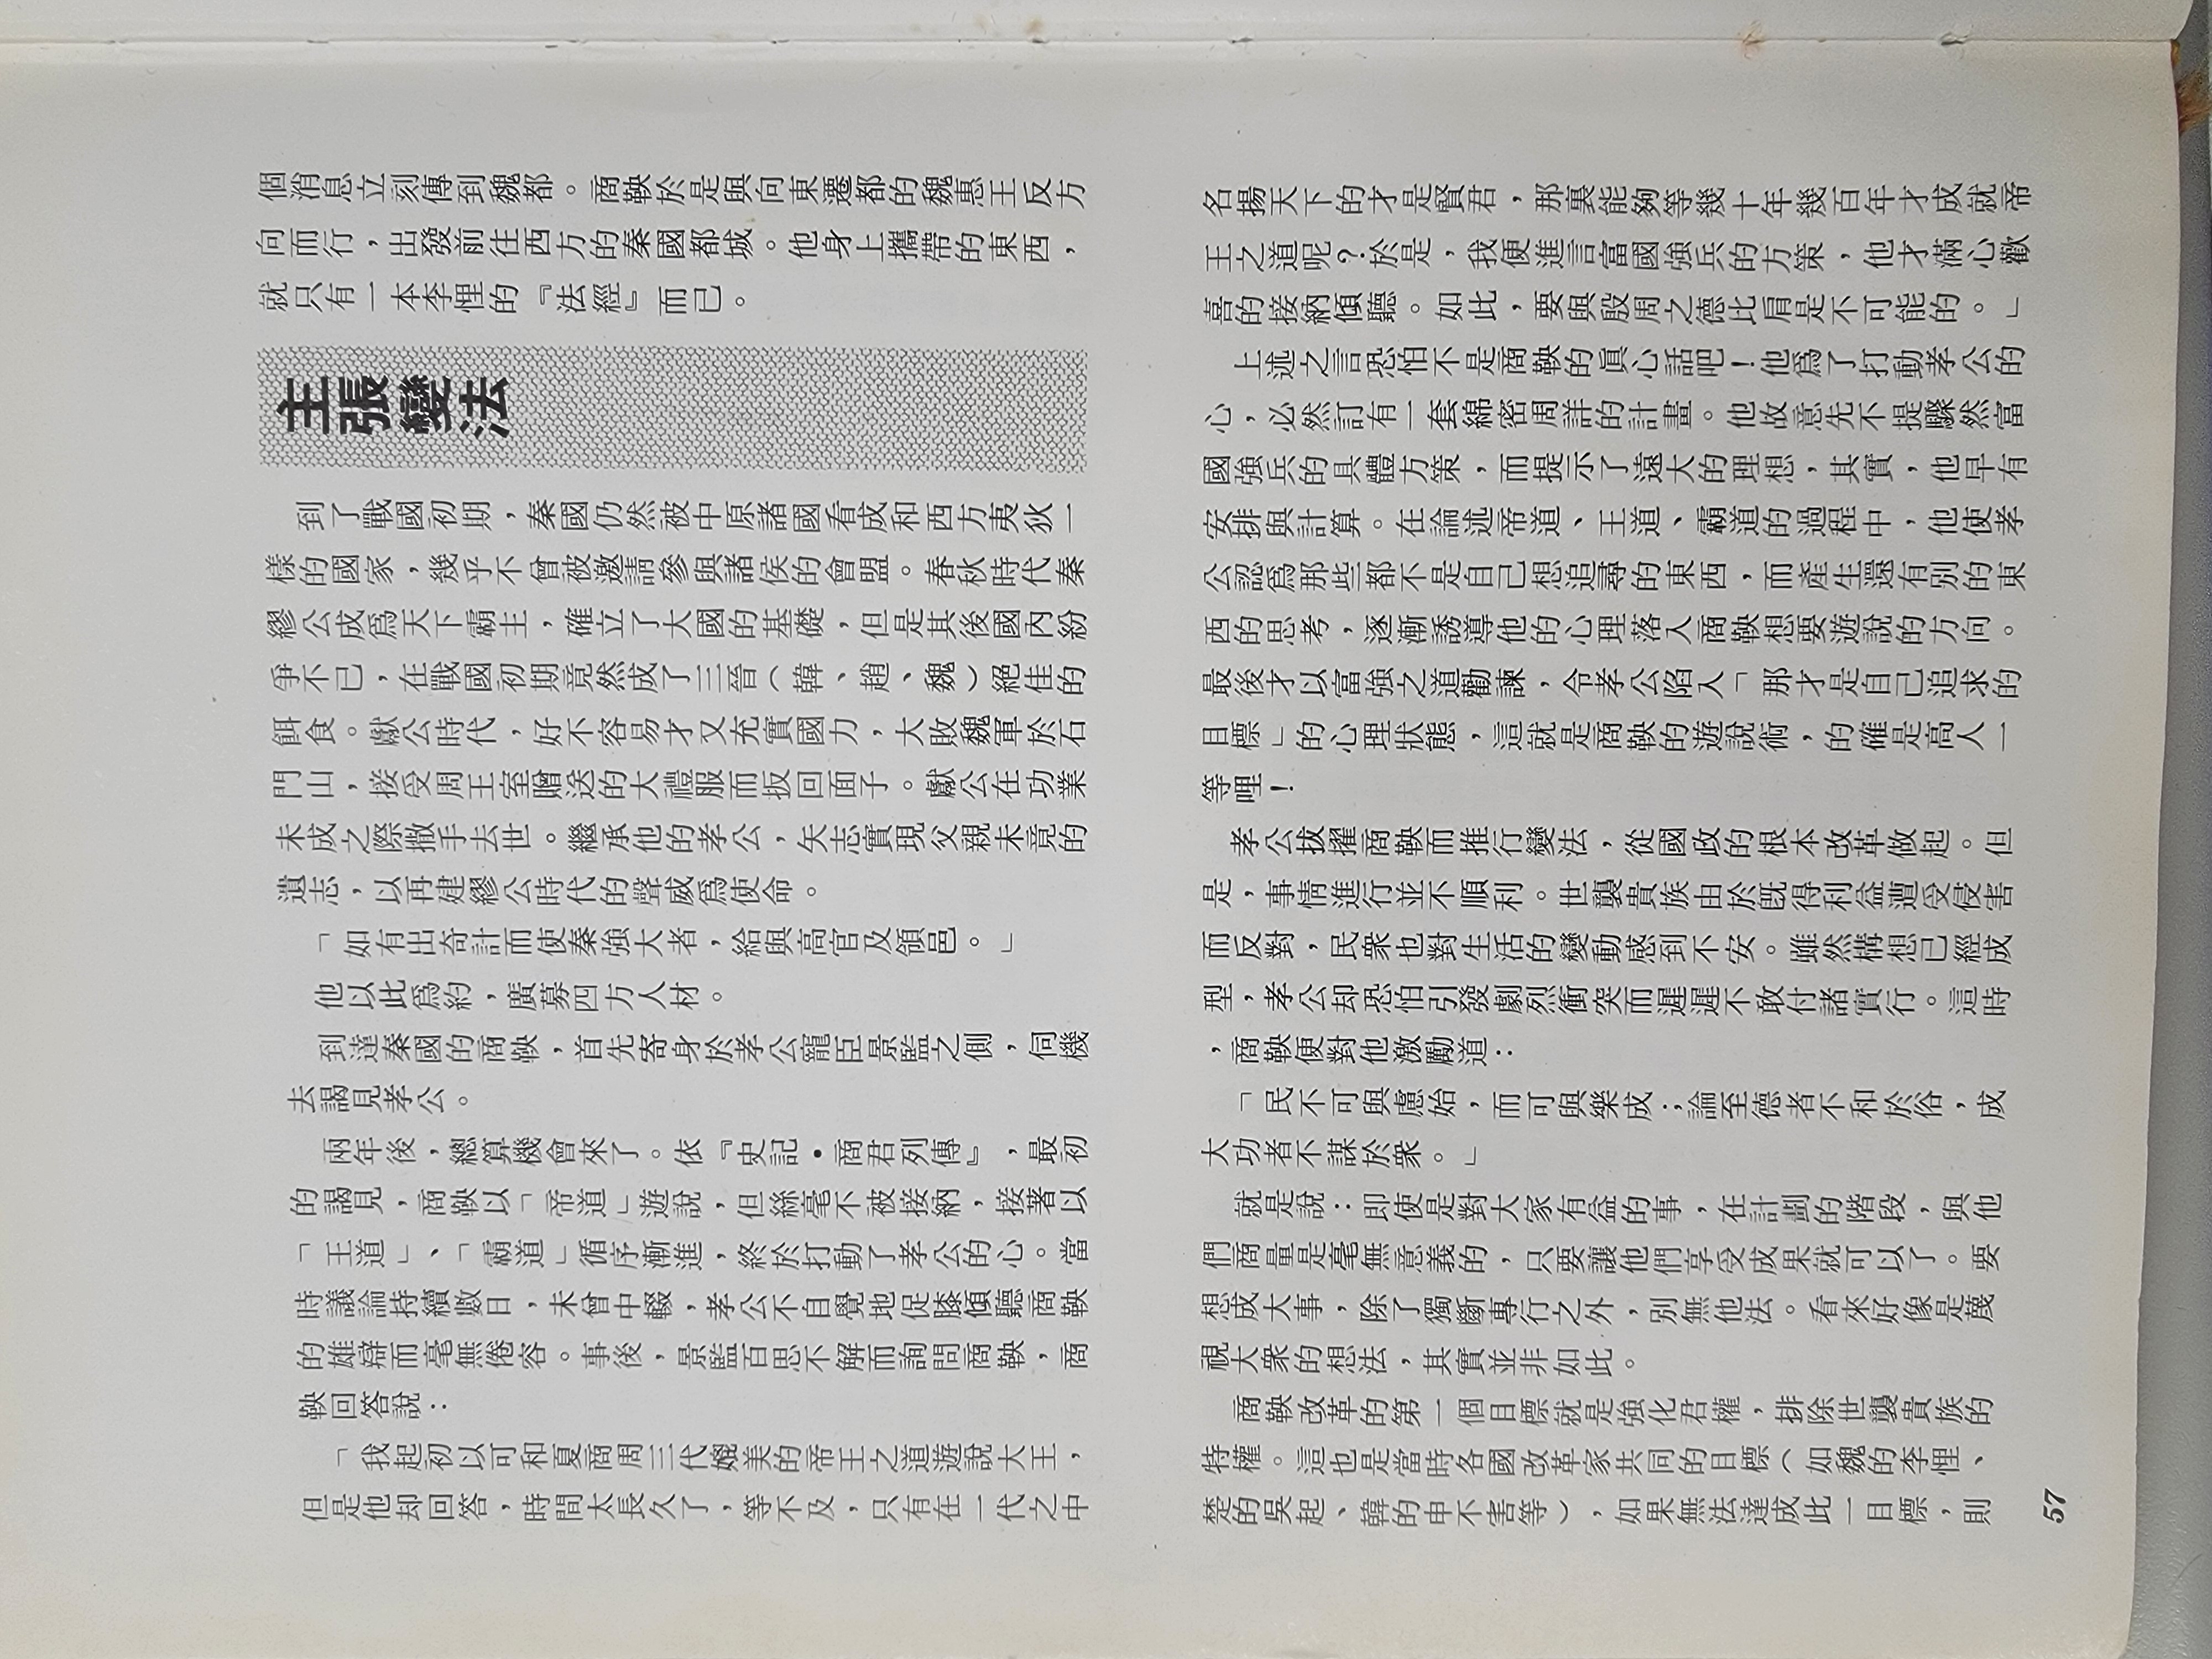 個消息立刻傳到魏都。商鞅於是與向東遷都的魏惠王反方
向而行，出發前往西方的秦國都城。他身上攜帶的東西，
就只有一本李悝的『法經』而已。
主張變法
到了戰國初期，秦國仍然被中原諸國看成和西方夷狄一
樣的國家，幾乎不曾被邀請參與諸侯的會盟。春秋時代秦
繆公成爲天下霸主，確立了大國的基礎，但是其後國內紛
爭不已，在戰國初期竟然成了三晉（韓、趙、魏）絕佳的
餌食。獻公時代，好不容易才又充實國力，大敗魏軍於石
門山，接受周王室贈送的大禮服而扳回面子。獻公在功業
未成之際撒手去世。繼承他的孝公，矢志實現父親未竟的
遺志，以再建繆公時代的聲威爲使命。
「如有出奇計而使秦強大者，給與高官及領邑。」
他以此爲約，廣募四方人材。
到達秦國的商鞅，首先寄身於孝公寵臣景監之側，伺機
去謁見孝公。
兩年後，總算機會來了。依『史記•商君列傳』，最初
的謁見，商鞅以「帝道」遊說，但絲毫不被接納，接著以
「王道」、「霸道」循序漸進，終於打動了孝公的心。當
時議論持續數日，未曾中輟，孝公不自覺地促膝傾聽商鞅
的雄辯而毫無倦容。事後，景監百思不解而詢問商鞅，商
鞅回答說：
「我起初以可和夏商周三代媲美的帝王之道遊說大王，
但是他却回答，時間太長久了，等不及，只有在一代之中
名揚天下的才是賢君，那裏能夠等幾十年幾百年才成就帝
王之道呢？於是，我便進言富國強兵的方策，他才滿心歡
喜的接納傾聽。如此，要與殷周之德比肩是不可能的。」
上述之言恐怕不是商鞅的眞心話吧！他爲了打動孝公的
心，必然訂有一套綿密周詳的計畫。他故意先不提驟然富
國強兵的具體方策，而提示了遠大的理想，其實，他早有
安排與計算。在論述帝道、王道、霸道的過程中，他使孝
公認爲那些都不是自己想追尋的東西，而產生還有別的東
西的思考，逐漸誘導他的心理落入商鞅想要遊說的方向。
最後才以富強之道勸諫，令孝公陷入「那才是自己追求的
目標」的心理狀態，這就是商鞅的遊說術，的確是高人一
等哩！
孝公拔擢商鞅而推行變法，從國政的根本改革做起。但
是，事情進行並不順利。世襲貴族由於旣得利益遭受侵害
而反對，民衆也對生活的變動感到不安。雖然構想已經成
型，孝公却恐怕引發劇烈衝突而遲遲不敢付諸實行。這時
，商鞅便對他激勵道：
「民不可與慮始，而可與樂成；論至德者不和於俗，成
大功者不謀於衆。」
就是說：即使是對大家有益的事，在計劃的階段，與他
們商量是毫無意義的，只要讓他們享受成果就可以了。要
想成大事，除了獨斷專行之外，別無他法。看來好像是蔑
視大衆的想法，其實並非如此。
商鞅改革的第一個目標就是強化君權，排除世襲貴族的
特權。這也是當時各國改革家共同的目標（如魏的李悝、
楚的吳起、韓的申不害等），如果無法達成此一目標，則
57